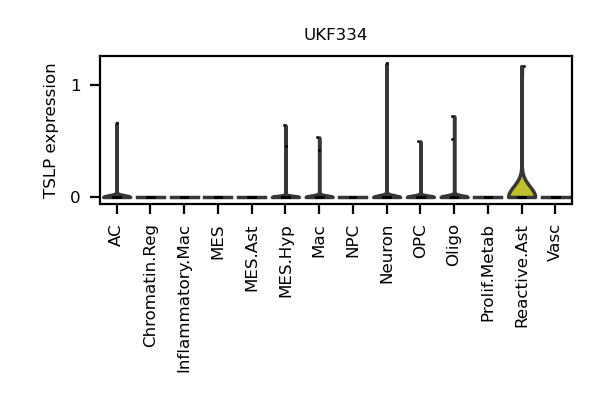 UKF334
TSLP expression
1
0
AC
Chromatin.Reg
Inflammatory.Mac
MES
MES.Ast
MES.Hyp
Mac
NPC
Neuron
OPC
Oligo
Prolif.Metab
Reactive.Ast
Vasc